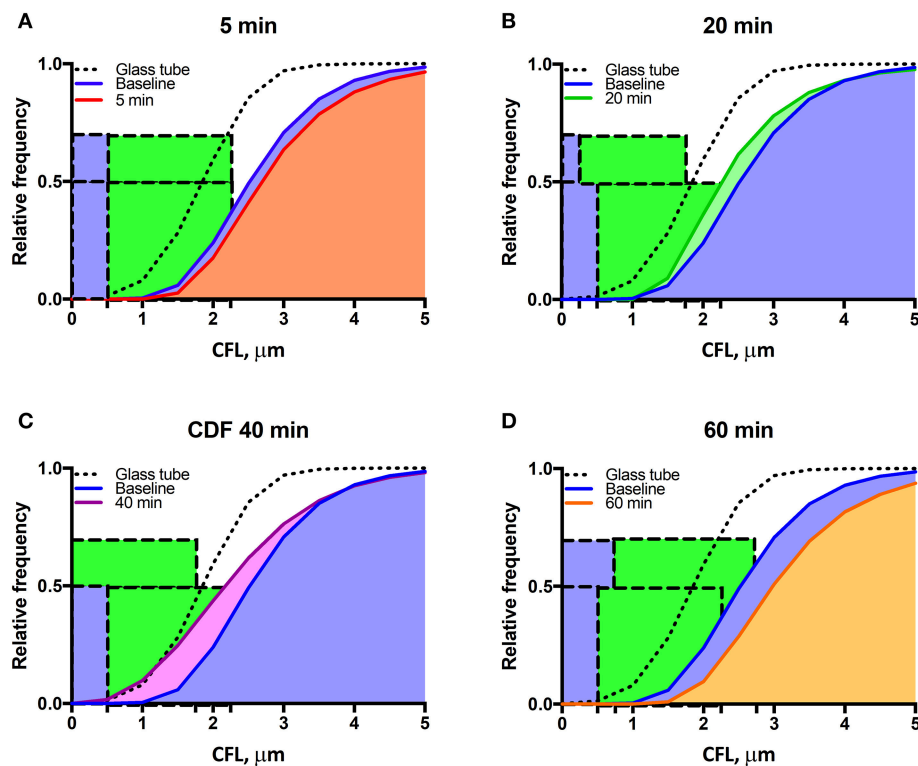 A
5 min
Relative frequency
1.0
0.5
0.0
Glass tube
Baseline
5 min
0 1 2 3 4 5
CFL, μm
B
20 min
Relative frequency
1.0
0.5
0.0
Glass tube
Baseline
20 min
0 1 2 3 4 5
CFL, μm
C
CDF 40 min
Relative frequency
1.0
0.5
0.0
Glass tube
Baseline
40 min
0 1 2 3 4 5
CFL, μm
D
60 min
Relative frequency
1.0
0.5
0.0
Glass tube
Baseline
60 min
0 1 2 3 4 5
CFL, μm